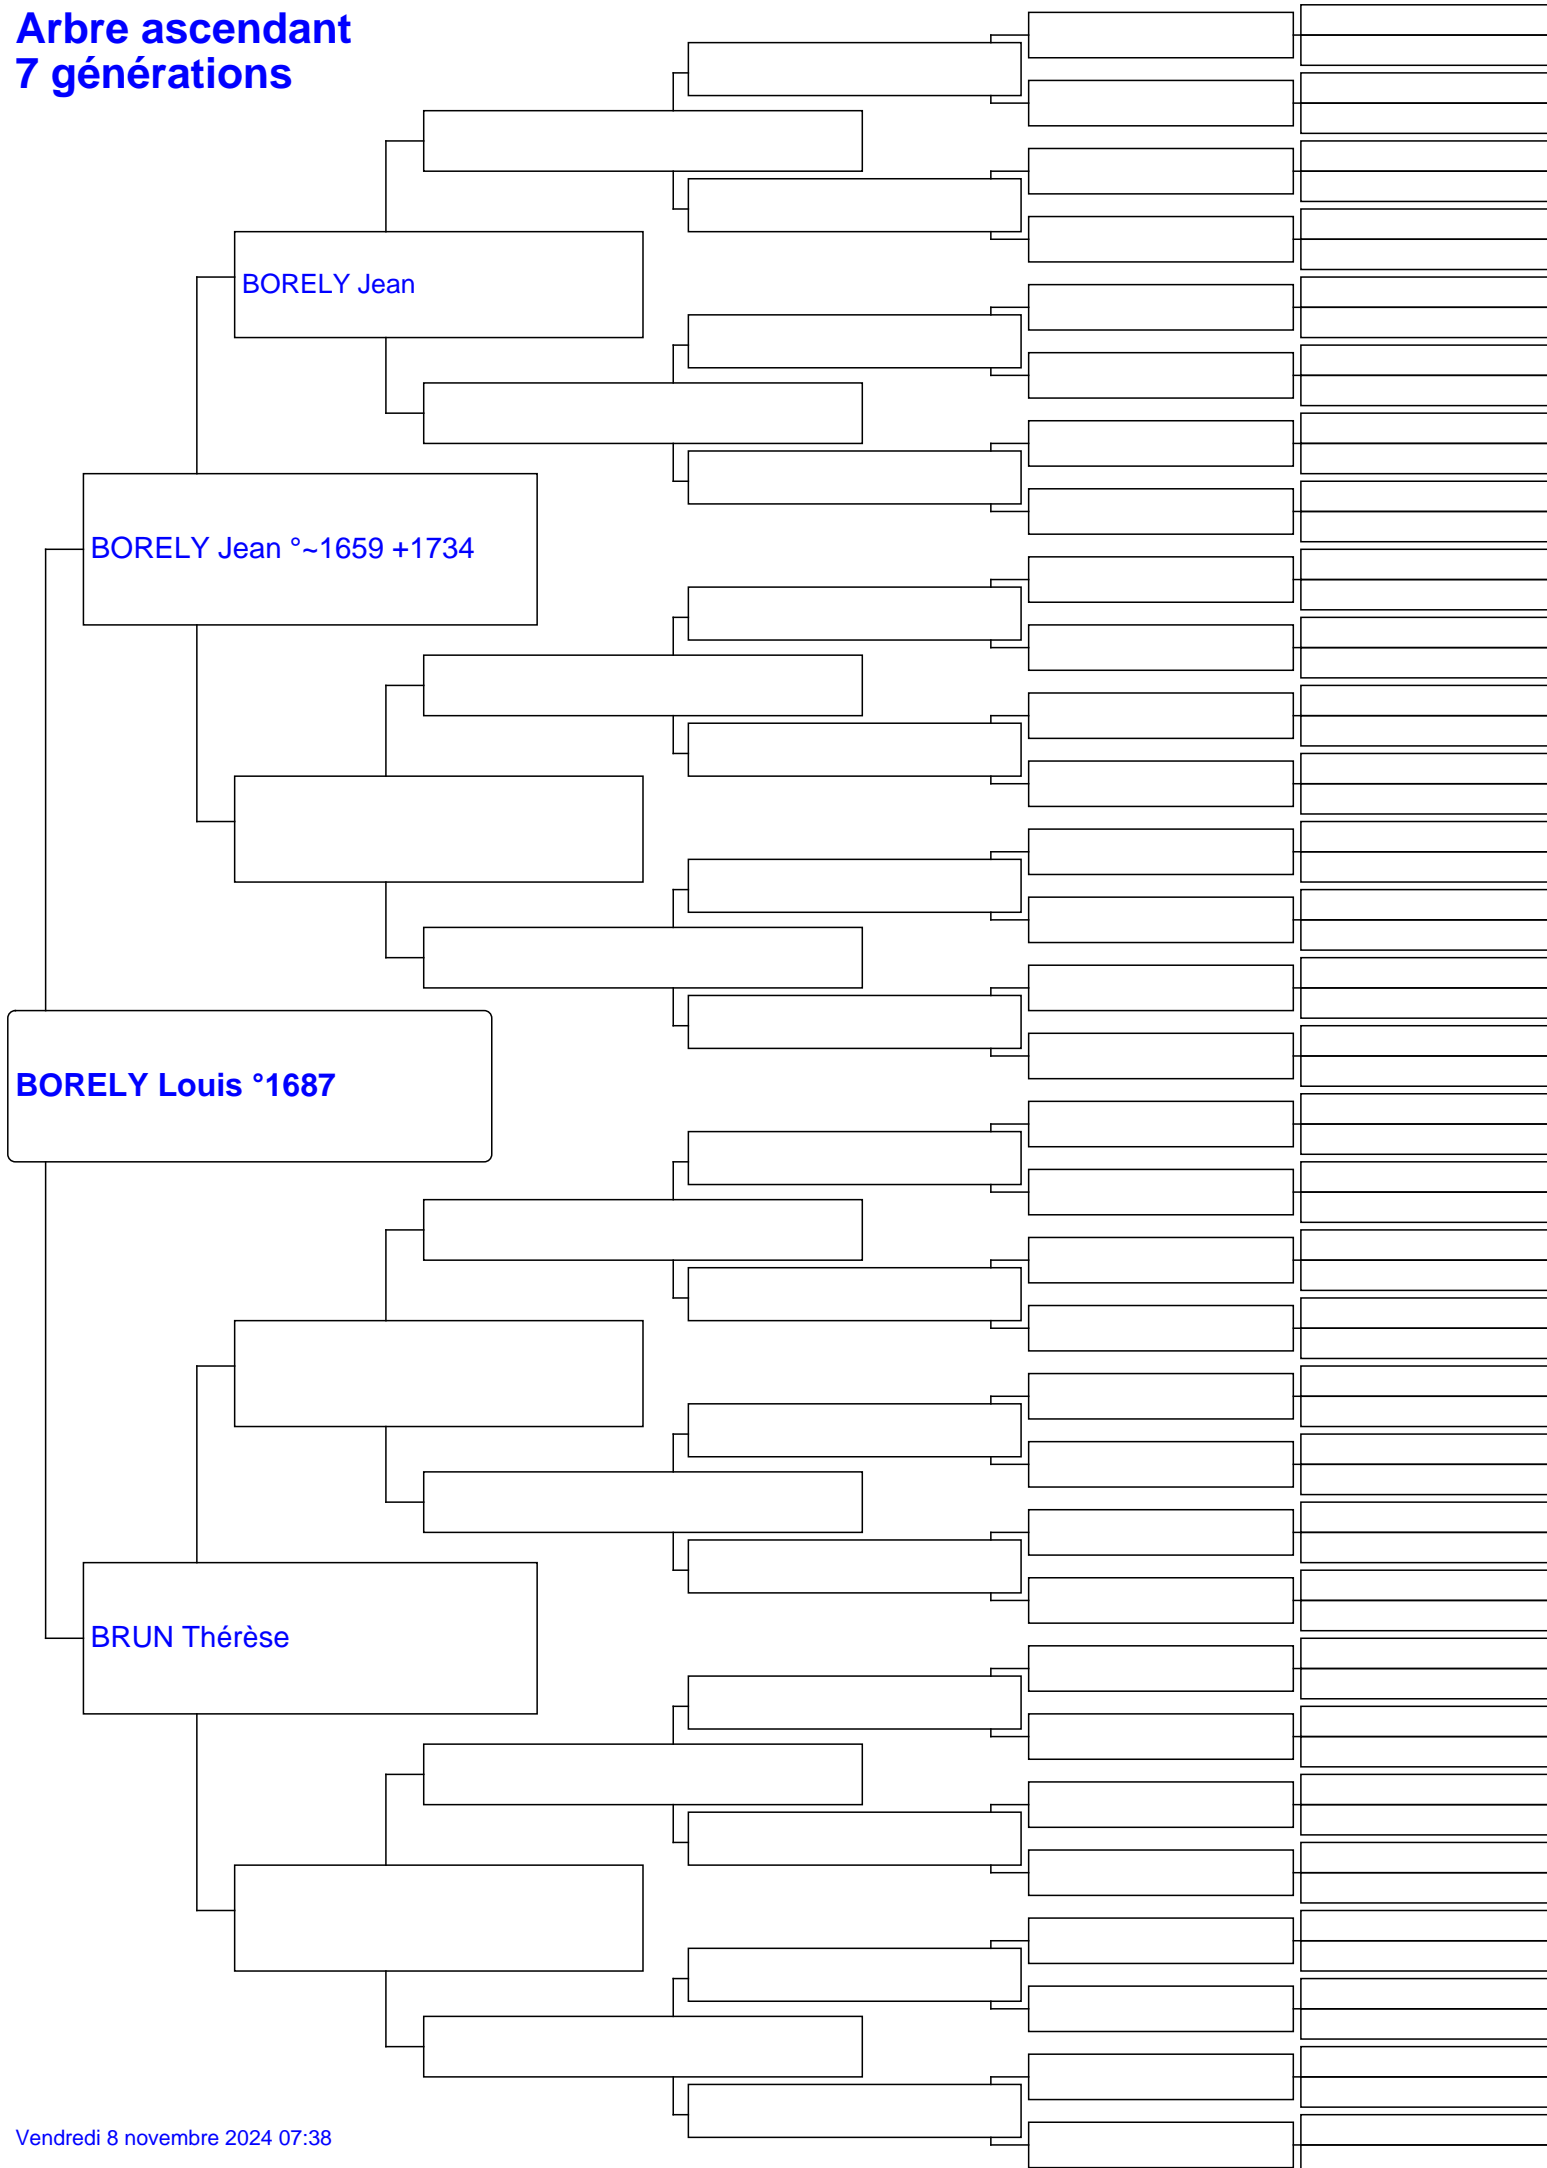 Arbre ascendant
7 générations
BORELY Jean
BORELY Jean °~1659 +1734
BORELY Louis °1687
BRUN Thérèse
Vendredi 8 novembre 2024 07:38